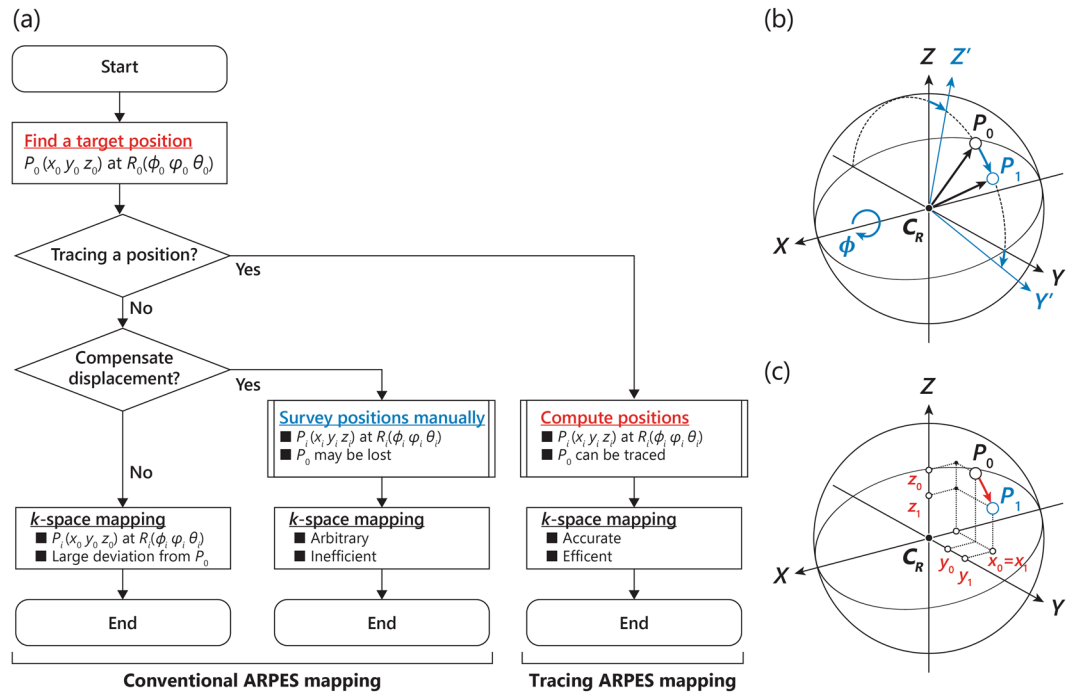 (a)
Start
Find a target position
P₀ (x₀ y₀ z₀) at R₀(ϕ₀ φ₀ θ₀)
Tracing a position?
Yes
No
Compensate
displacement?
Yes
No
Survey positions manually
■ Pᵢ (xᵢ yᵢ zᵢ) at Rᵢ(ϕᵢ φᵢ θᵢ)
■ P₀ may be lost
Compute positions
■ Pᵢ (xᵢ yᵢ zᵢ) at Rᵢ(ϕᵢ φᵢ θᵢ)
■ P₀ can be traced
k-space mapping
■ Pᵢ (x₀ y₀ z₀) at Rᵢ(ϕᵢ φᵢ θᵢ)
■ Large deviation from P₀
k-space mapping
■ Arbitrary
■ Inefficient
k-space mapping
■ Accurate
■ Efficent
End
End
End
Conventional ARPES mapping
Tracing ARPES mapping
(b)
Z Z'
P₀
P₁
C_R
X
ϕ
Y
Y'
(c)
Z
P₀
z₀
P₁
z₁
C_R
y₀ x₀=x₁
y₁
X
Y